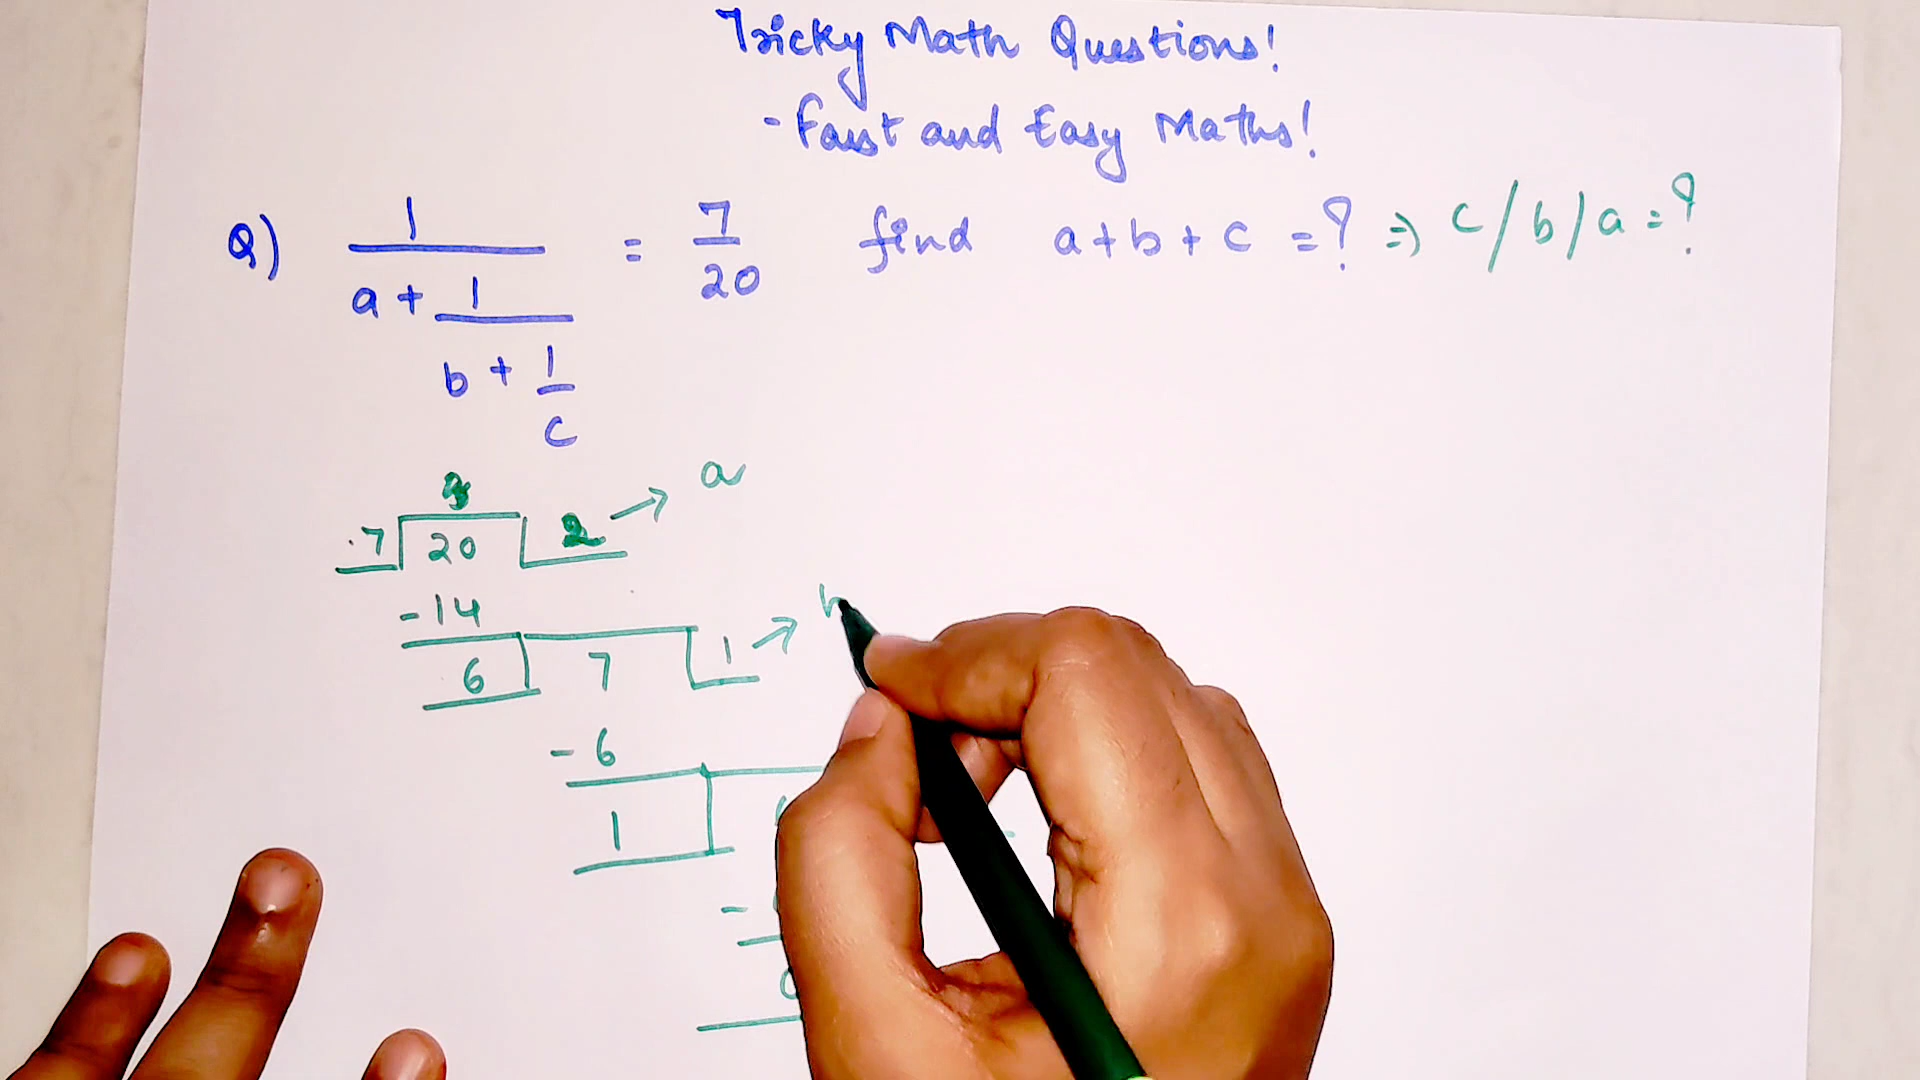 Tricky Math Questions!
- Fast and Easy Maths!
Q) 1 / (a + 1 / (b + 1/c)) = 7/20 find a+b+c = ? ⇒ c/b/a = ?
7 20 2 → a
-14
6 7 1 →
-6
1
-